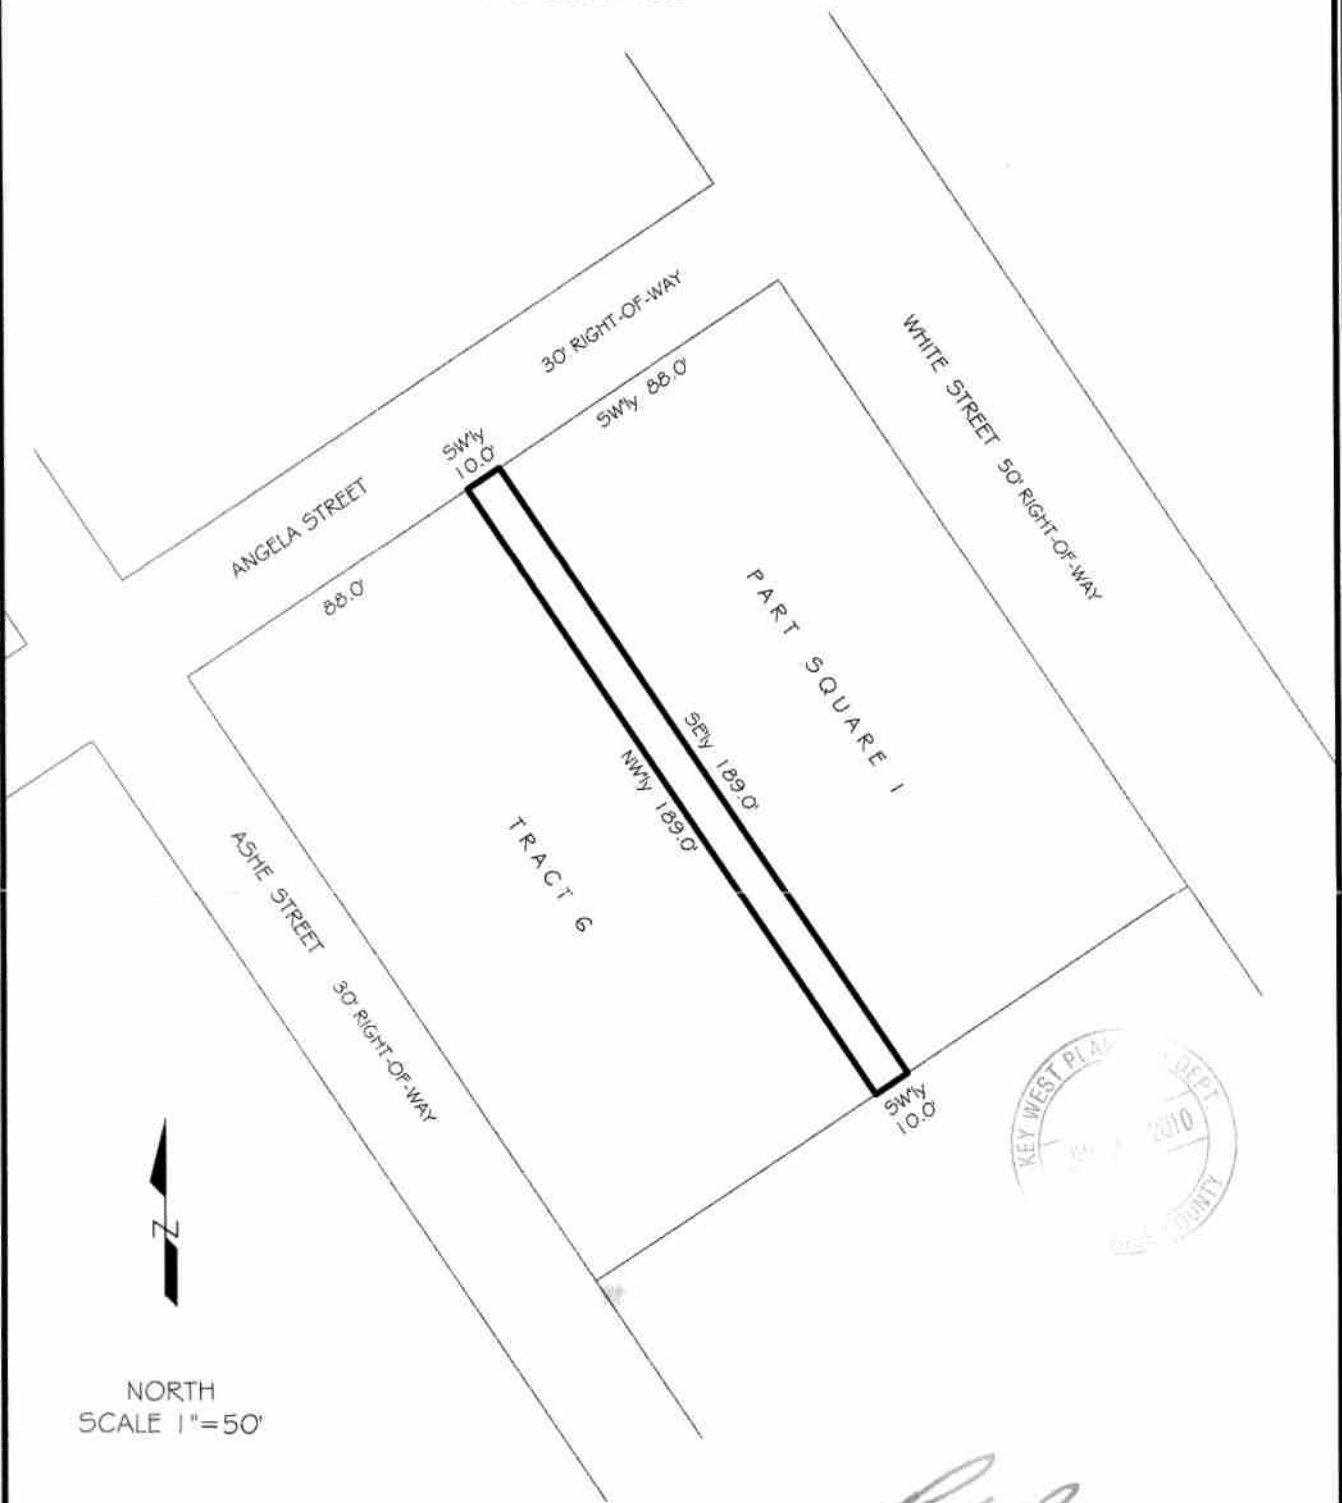 30' RIGHT-OF-WAY
SW'ly 88.0'
WHITE STREET 50' RIGHT-OF-WAY
SW'ly
10.0'
ANGELA STREET
88.0'
PART SQUARE 1
SE'ly 189.0'
NW'ly 189.0'
TRACT 6
ASHE STREET 30' RIGHT-OF-WAY
SW'ly
10.0'
KEY WEST DEPT.
2010
COUNTY
N
NORTH
SCALE 1"=50'